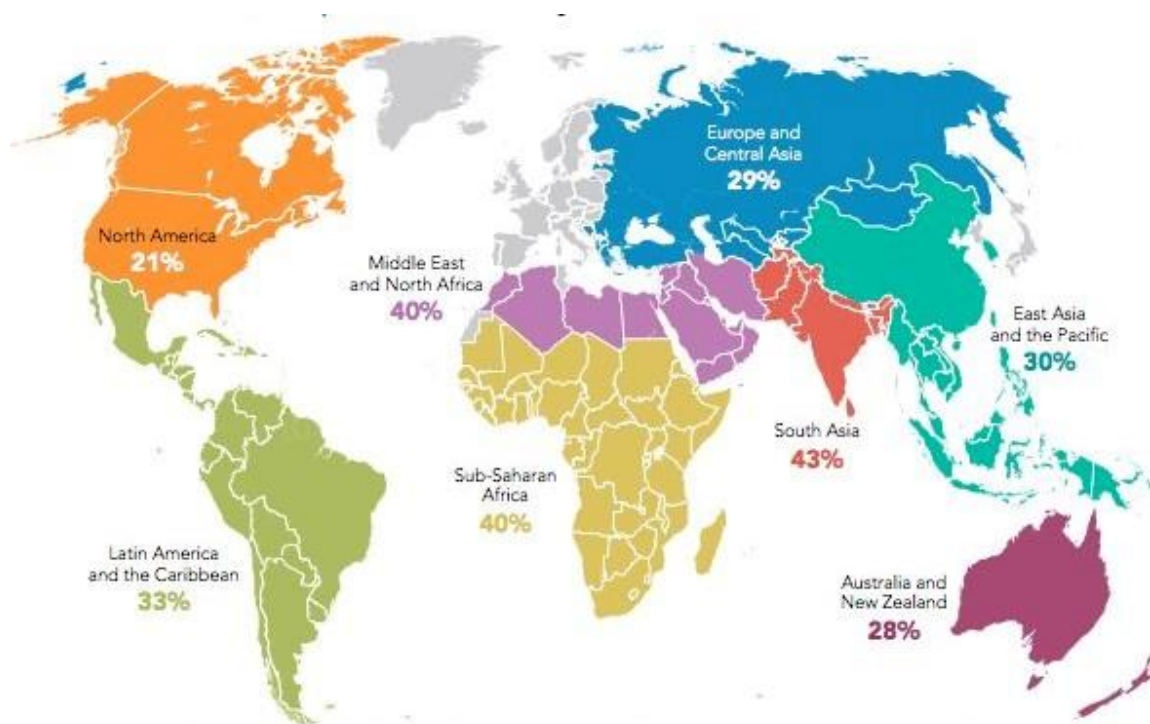 Europe and
Central Asia
29%
North America
21%
Middle East
and North Africa
40%
East Asia
and the Pacific
30%
South Asia
43%
Sub-Saharan
Africa
40%
Latin America
and the Caribbean
33%
Australia and
New Zealand
28%